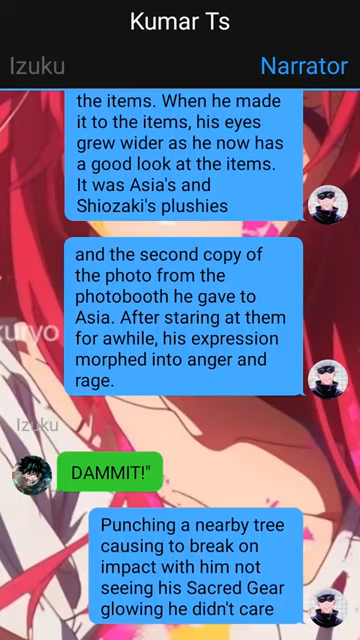 Kumar Ts
Izuku
Narrator
the items. When he made
it to the items, his eyes
grew wider as he now has
a good look at the items.
It was Asia's and
Shiozaki's plushies
and the second copy of
the photo from the
photobooth he gave to
Asia. After staring at them
for awhile, his expression
morphed into anger and
rage.
kuryo
Izuku
DAMMIT!"
Punching a nearby tree
causing to break on
impact with him not
seeing his Sacred Gear
glowing he didn't care